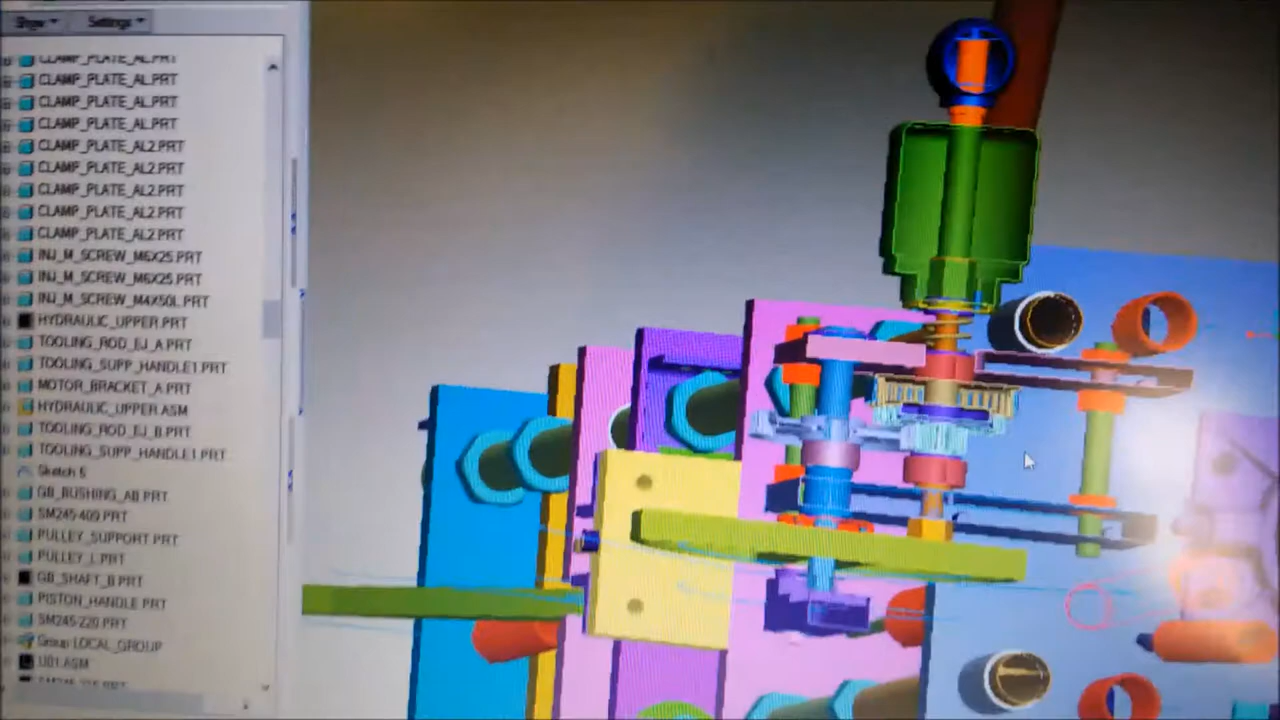 Show Settings
CLAMP_PLATE_AL.PRT
CLAMP_PLATE_AL.PRT
CLAMP_PLATE_AL.PRT
CLAMP_PLATE_AL.PRT
CLAMP_PLATE_AL2.PRT
CLAMP_PLATE_AL2.PRT
CLAMP_PLATE_AL2.PRT
CLAMP_PLATE_AL2.PRT
CLAMP_PLATE_AL2.PRT
INJ_M_SCREW_M6X25.PRT
INJ_M_SCREW_M6X25.PRT
INJ_M_SCREW_M4X50L.PRT
HYDRAULIC_UPPER.PRT
TOOLING_ROD_EJ_A.PRT
TOOLING_SUPP_HANDLE1.PRT
MOTOR_BRACKET_A.PRT
HYDRAULIC_UPPER.ASM
TOOLING_ROD_EJ_B.PRT
TOOLING_SUPP_HANDLE1.PRT
Sketch 6
GB_BUSHING_AB.PRT
SM245-409.PRT
PULLEY_SUPPORT.PRT
PULLEY_L.PRT
GB_SHAFT_B.PRT
PISTON_HANDLE.PRT
SM245-220.PRT
Group LOCAL_GROUP
U01.ASM